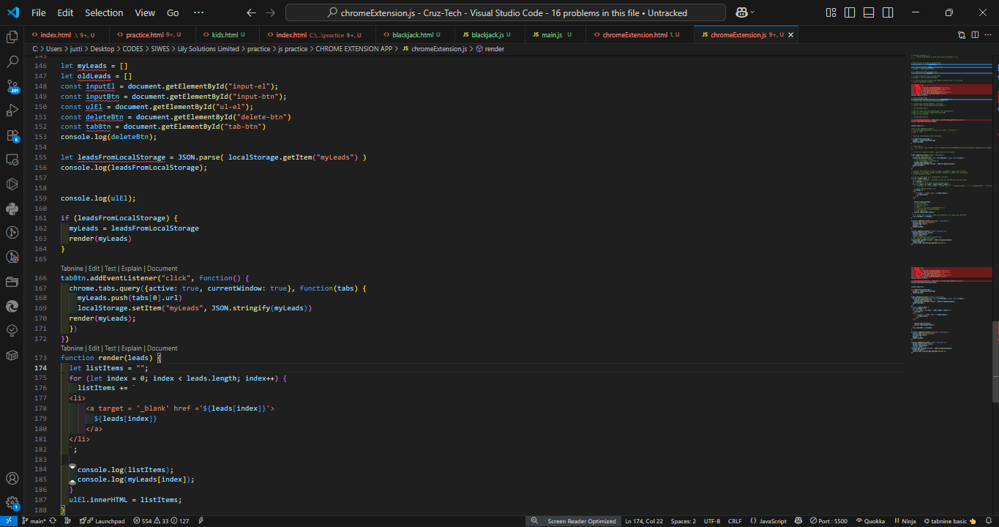 File Edit Selection View Go ··· chromeExtension.js - Cruz-Tech - Visual Studio Code - 16 problems in this file • Untracked
index.html .\ 9+, U practice.html 9+, U kids.html U index.html C:\...\practice 9+, U blackjack.html U blackjack.js U main.js U chromeExtension.html 1, U chromeExtension.js 9+, U
C: > Users > justi > Desktop > CODES > SIWES > Lily Solutions Limited > practice > js practice > CHROME EXTENSION APP > JS chromeExtension.js > render
145
146 let myLeads = []
147 let oldLeads = []
148 const inputEl = document.getElementById("input-el");
149 const inputBtn = document.getElementById("input-btn");
150 const ulEl = document.getElementById("ul-el");
151 const deleteBtn = document.getElementById("delete-btn")
152 const tabBtn = document.getElementById("tab-btn")
153 console.log(deleteBtn);
154
155 let leadsFromLocalStorage = JSON.parse( localStorage.getItem("myLeads") )
156 console.log(leadsFromLocalStorage);
157
158
159 console.log(ulEl);
160
161 if (leadsFromLocalStorage) {
162 myLeads = leadsFromLocalStorage
163 render(myLeads)
164 }
165
Tabnine | Edit | Test | Explain | Document
166 tabBtn.addEventListener("click", function() {
167 chrome.tabs.query({active: true, currentWindow: true}, function(tabs) {
168 myLeads.push(tabs[0].url)
169 localStorage.setItem("myLeads", JSON.stringify(myLeads))
170 render(myLeads);
171 })
172 })
Tabnine | Edit | Test | Explain | Document
173 function render(leads) {
174 let listItems = "";
175 for (let index = 0; index < leads.length; index++) {
176 listItems += `
177 <li>
178 <a target = '_blank' href ='${leads[index]}'>
179 ${leads[index]}
180 </a>
181 </li>
182 `;
183
184 console.log(listItems);
185 console.log(myLeads[index]);
186 }
187 ulEl.innerHTML = listItems;
188 }
201
6
1
main* Launchpad 554 33 127 Screen Reader Optimized Ln 174, Col 22 Spaces: 2 UTF-8 CRLF {} JavaScript Port : 5500 Quokka Ninja tabnine basic